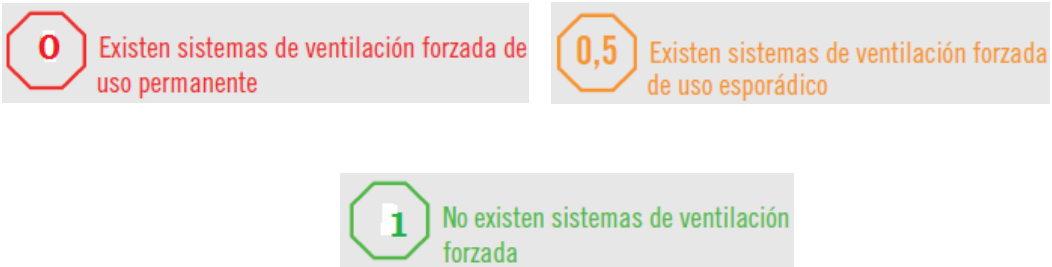 0
Existen sistemas de ventilación forzada de
uso permanente
0,5
Existen sistemas de ventilación forzada
de uso esporádico
1
No existen sistemas de ventilación
forzada